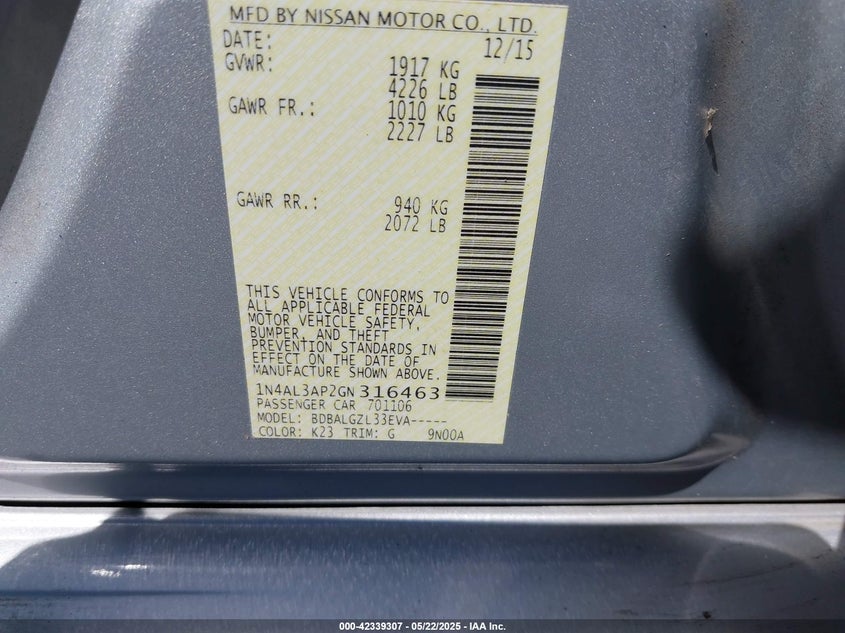 MFD BY NISSAN MOTOR CO., LTD.
DATE: 12/15
GVWR: 1917 KG
4226 LB
GAWR FR.: 1010 KG
2227 LB
GAWR RR.: 940 KG
2072 LB
THIS VEHICLE CONFORMS TO
ALL APPLICABLE FEDERAL
MOTOR VEHICLE SAFETY,
BUMPER, AND THEFT
PREVENTION STANDARDS IN
EFFECT ON THE DATE OF
MANUFACTURE SHOWN ABOVE.
1N4AL3AP2GN316463
PASSENGER CAR 701106
MODEL: BDBALGZL33EVA-----
COLOR: K23 TRIM: G 9N00A
000-42339307 - 05/22/2025 - IAA Inc.